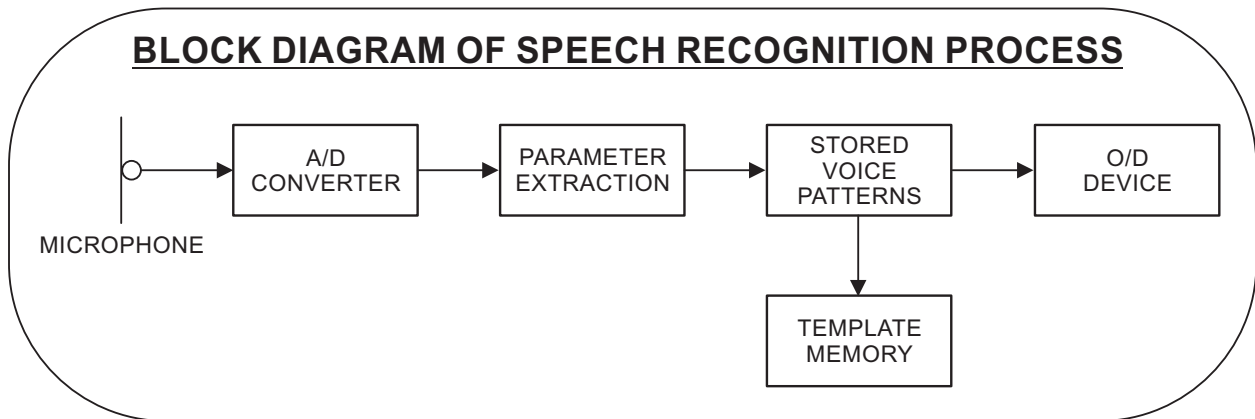 BLOCK DIAGRAM OF SPEECH RECOGNITION PROCESS
MICROPHONE
A/D
CONVERTER
PARAMETER
EXTRACTION
STORED
VOICE
PATTERNS
O/D
DEVICE
TEMPLATE
MEMORY